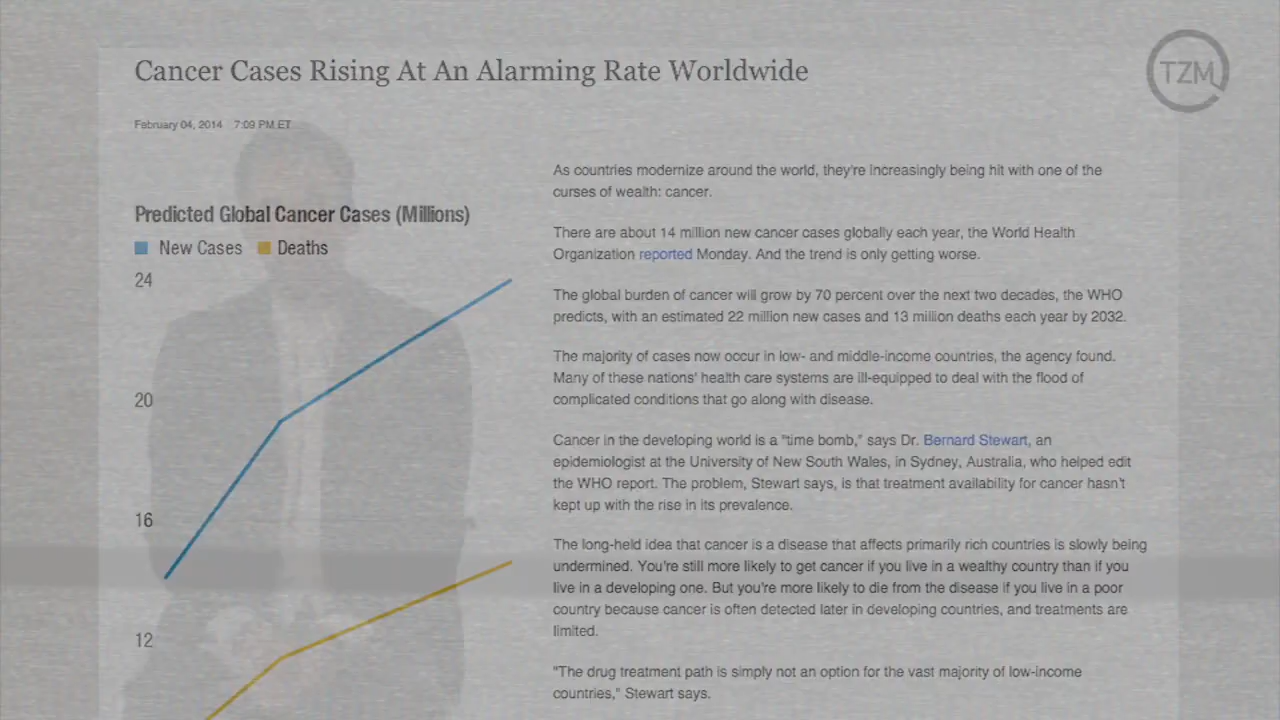 Cancer Cases Rising At An Alarming Rate Worldwide
TZM
February 04, 2014 7:09 PM ET
Predicted Global Cancer Cases (Millions)
New Cases Deaths
24
20
16
12
As countries modernize around the world, they're increasingly being hit with one of the
curses of wealth: cancer.
There are about 14 million new cancer cases globally each year, the World Health
Organization reported Monday. And the trend is only getting worse.
The global burden of cancer will grow by 70 percent over the next two decades, the WHO
predicts, with an estimated 22 million new cases and 13 million deaths each year by 2032.
The majority of cases now occur in low- and middle-income countries, the agency found.
Many of these nations' health care systems are ill-equipped to deal with the flood of
complicated conditions that go along with disease.
Cancer in the developing world is a "time bomb," says Dr. Bernard Stewart, an
epidemiologist at the University of New South Wales, in Sydney, Australia, who helped edit
the WHO report. The problem, Stewart says, is that treatment availability for cancer hasn't
kept up with the rise in its prevalence.
The long-held idea that cancer is a disease that affects primarily rich countries is slowly being
undermined. You're still more likely to get cancer if you live in a wealthy country than if you
live in a developing one. But you're more likely to die from the disease if you live in a poor
country because cancer is often detected later in developing countries, and treatments are
limited.
"The drug treatment path is simply not an option for the vast majority of low-income
countries," Stewart says.